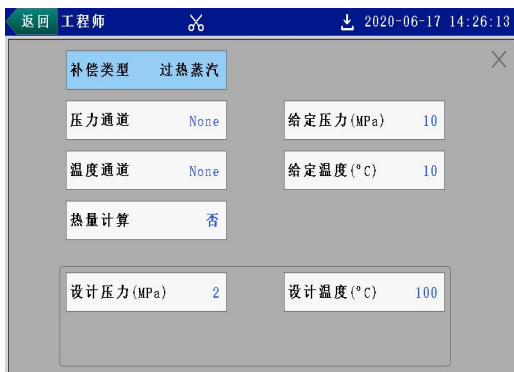 返回 工程师 2020-06-17 14:26:13
补偿类型 过热蒸汽
压力通道 None 给定压力(MPa) 10
温度通道 None 给定温度(°C) 10
热量计算 否
设计压力(MPa) 2 设计温度(°C) 100